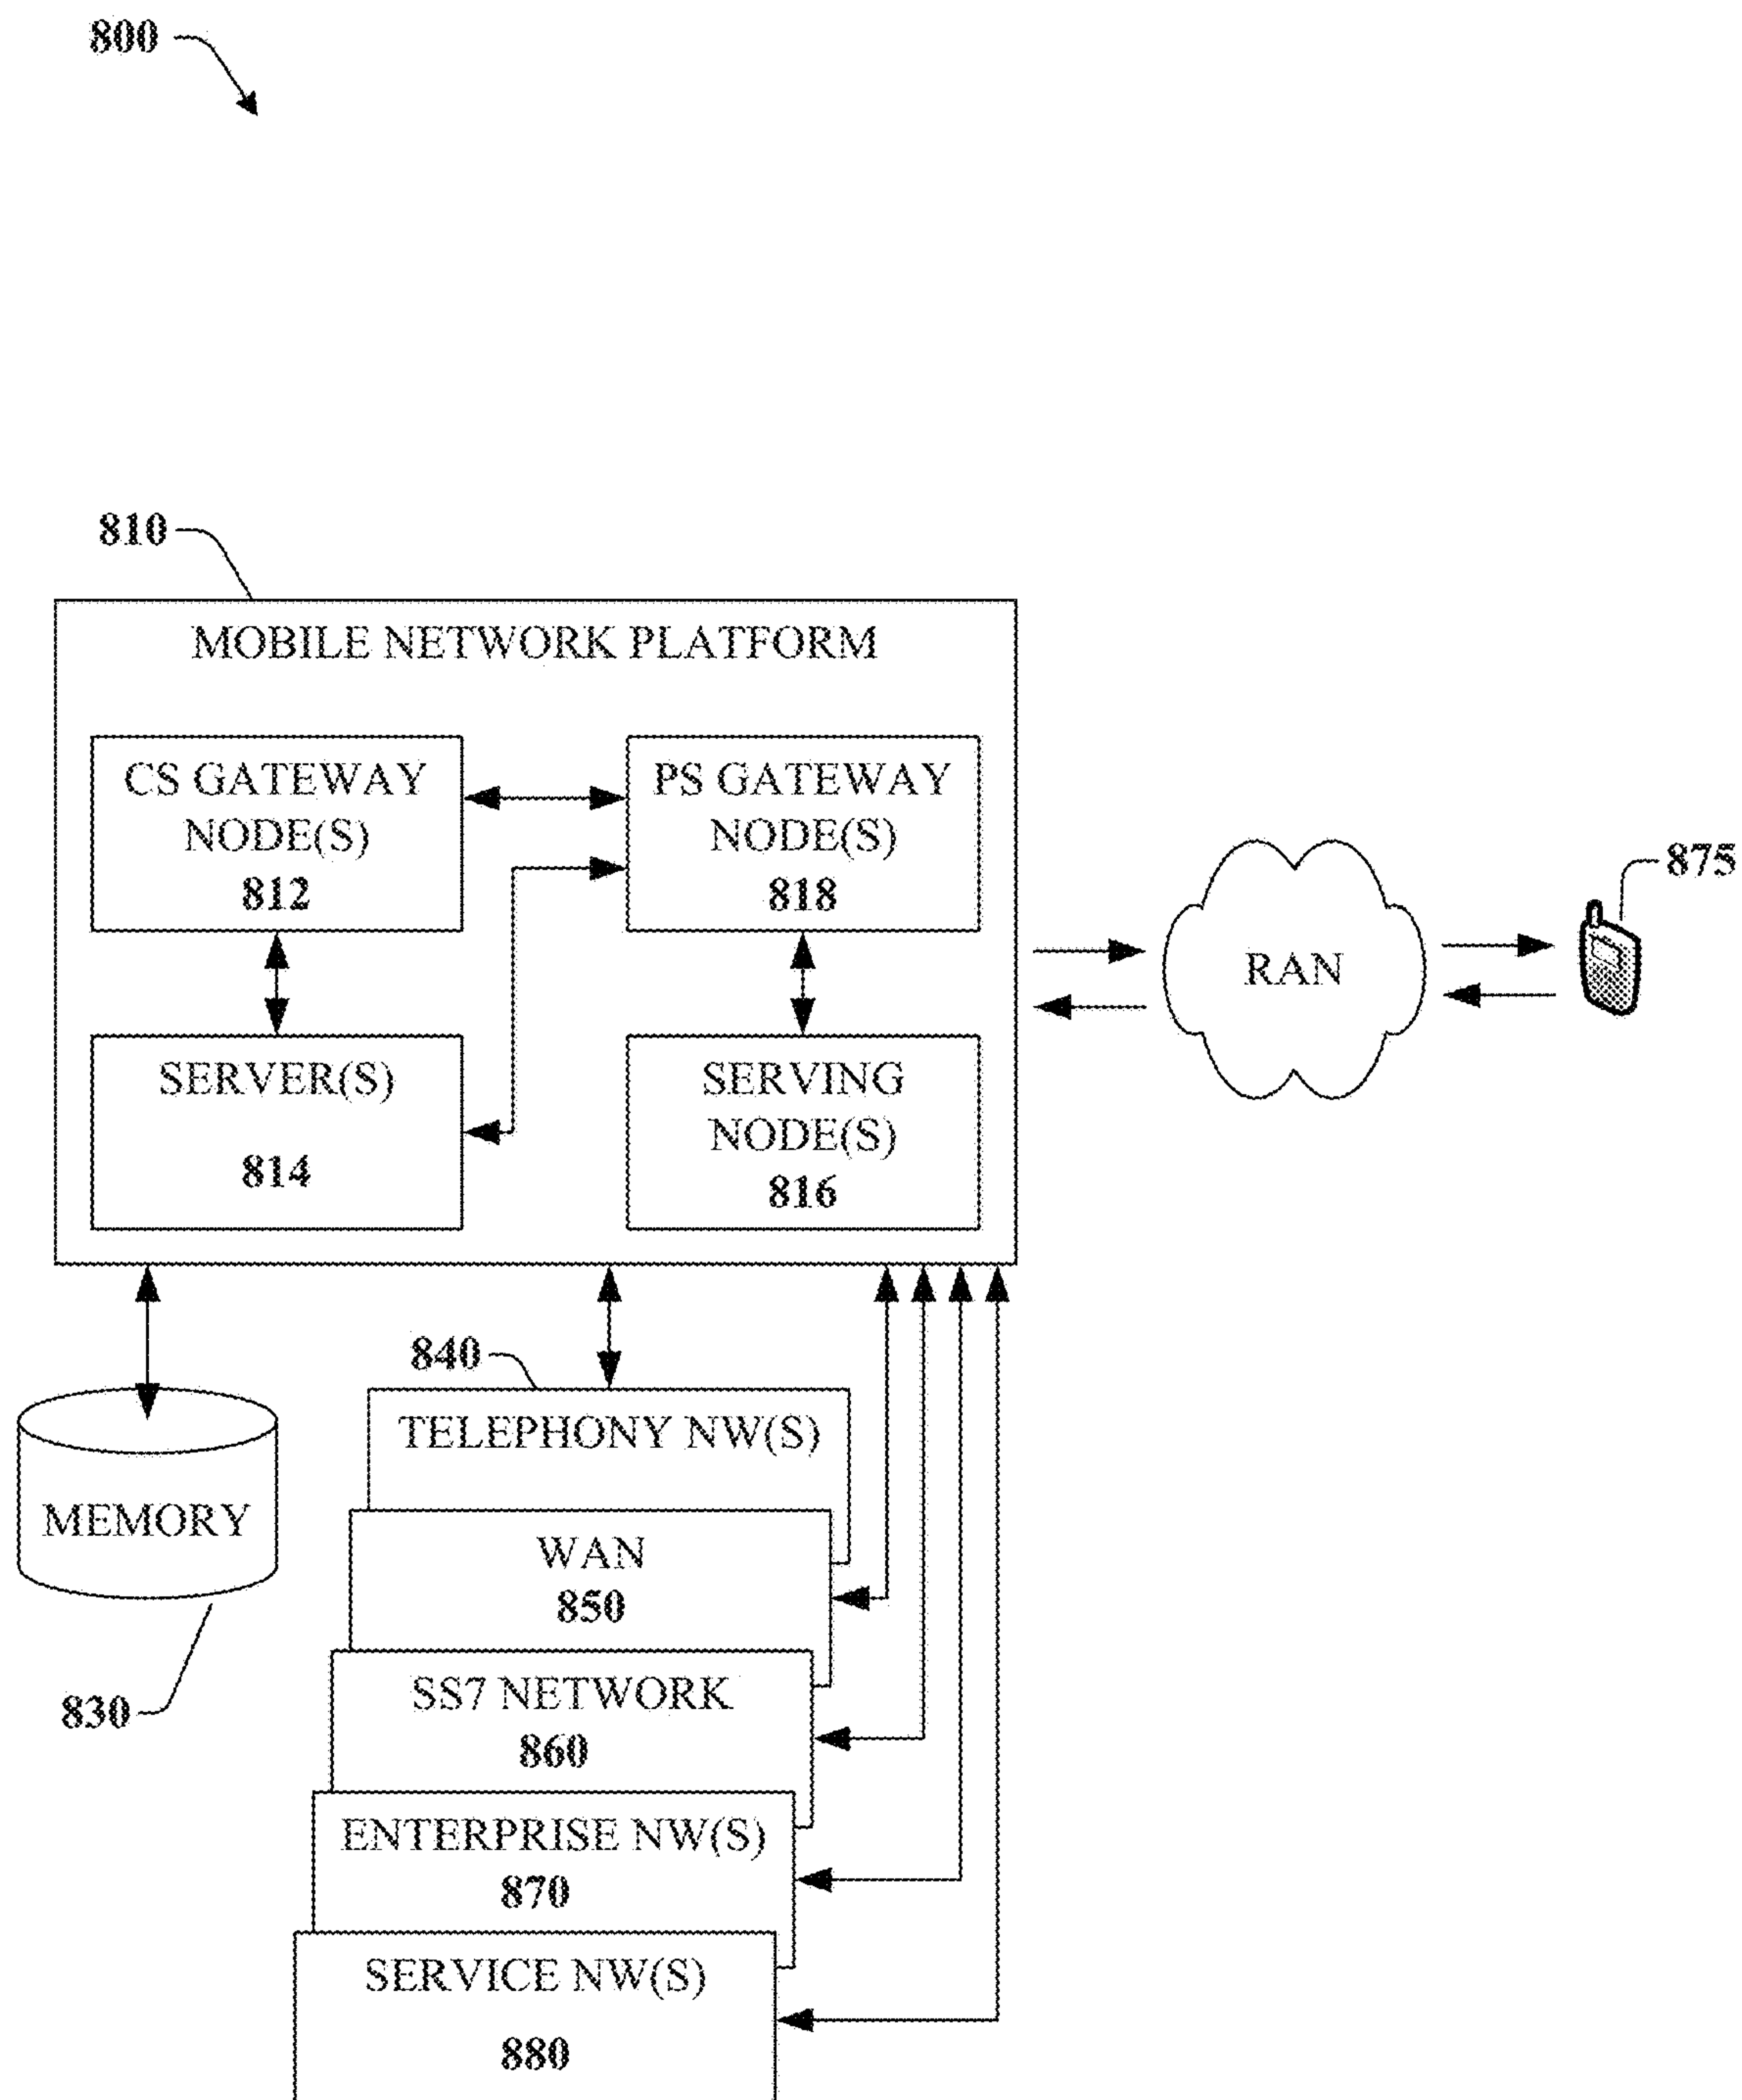 800
810
MOBILE NETWORK PLATFORM
CS GATEWAY
NODE(S)
812
PS GATEWAY
NODE(S)
818
SERVER(S)
814
SERVING
NODE(S)
816
RAN
875
840
TELEPHONY NW(S)
MEMORY
830
WAN
850
SS7 NETWORK
860
ENTERPRISE NW(S)
870
SERVICE NW(S)
880